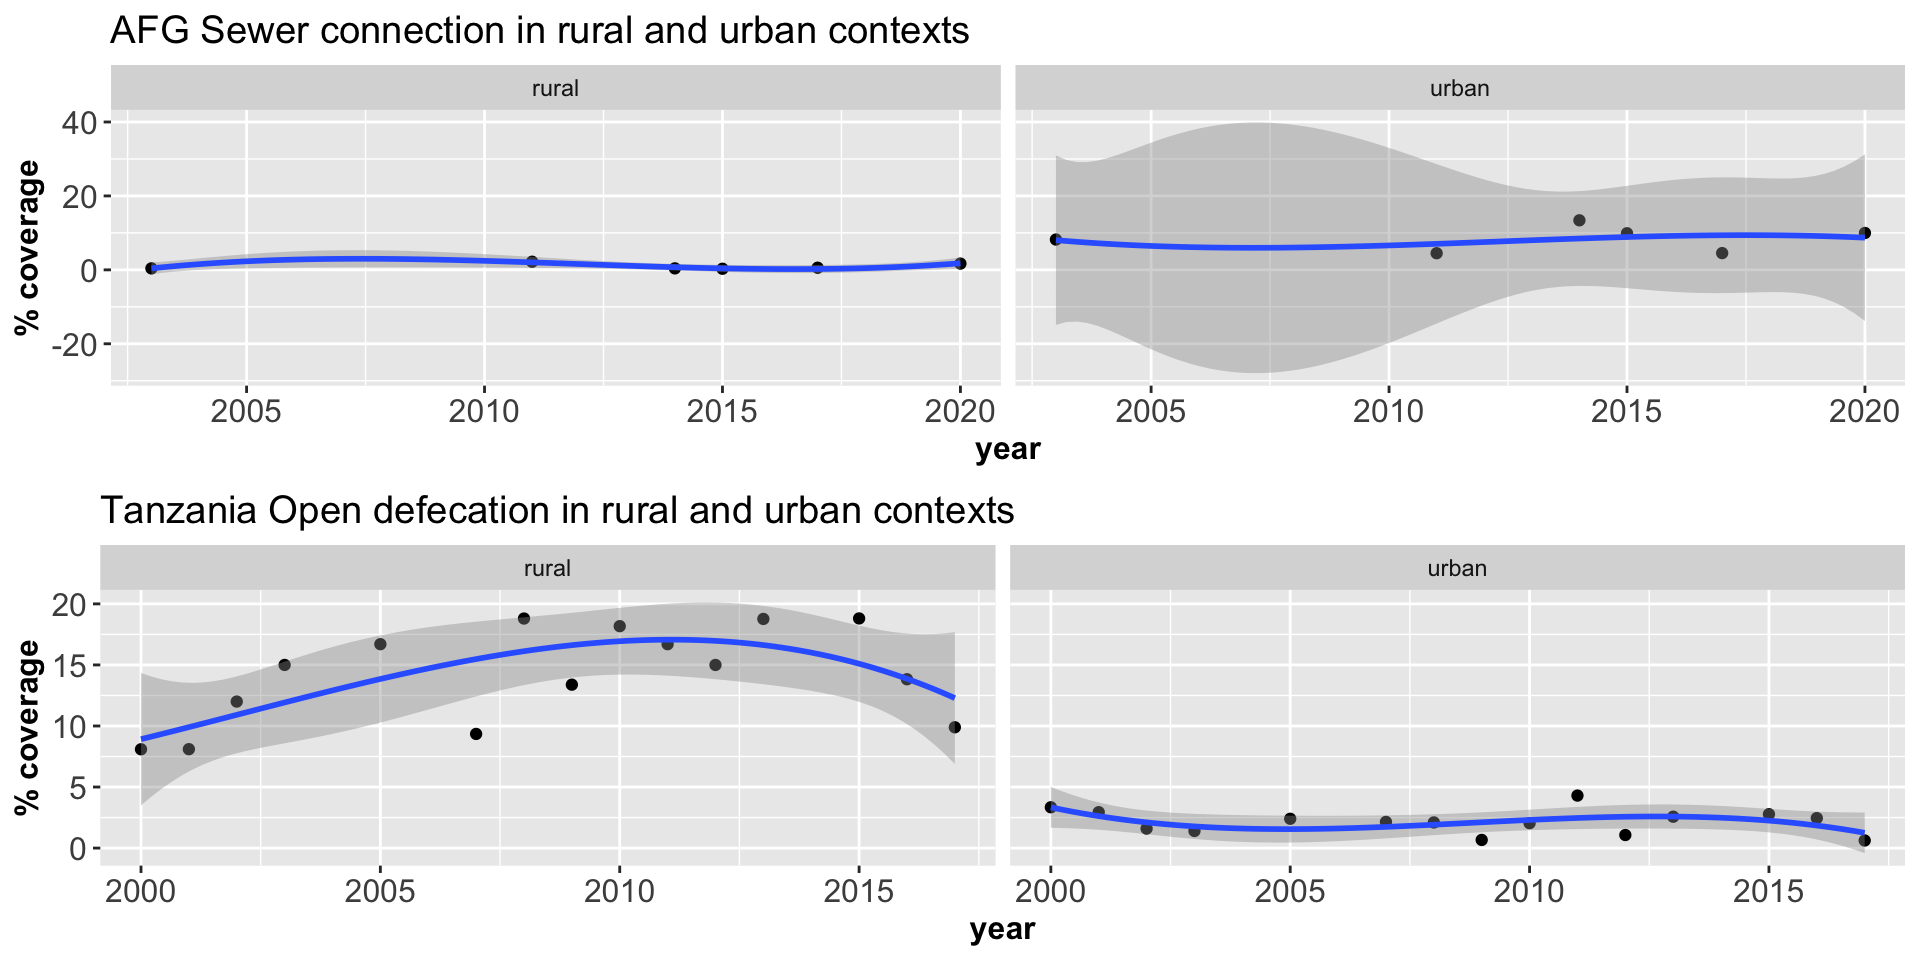 AFG Sewer connection in rural and urban contexts
rural urban
% coverage
40
20
0
-20
2005 2010 2015 2020 2005 2010 2015 2020
year
Tanzania Open defecation in rural and urban contexts
rural urban
% coverage
20
15
10
5
0
2000 2005 2010 2015 2000 2005 2010 2015
year